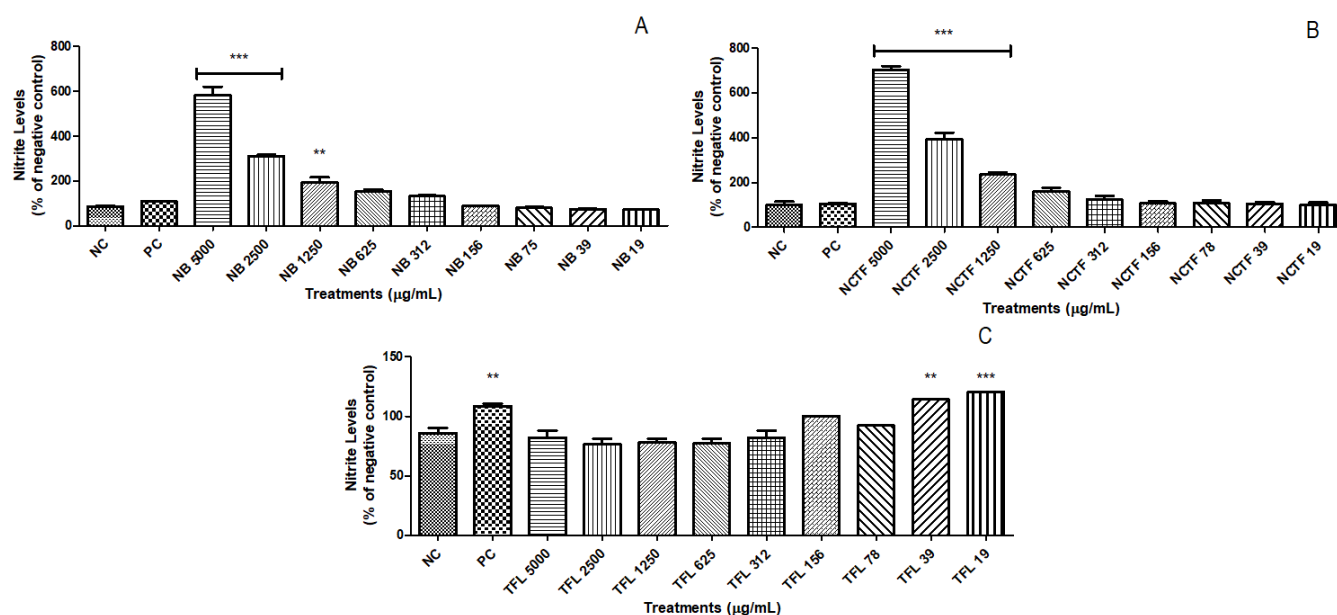 A
***
**
Nitrite Levels
(% of negative control)
800
600
400
200
0
NC
PC
NB 5000
NB 2500
NB 1250
NB 625
NB 312
NB 156
NB 75
NB 39
NB 19
Treatments (μg/mL)
B
***
Nitrite Levels
(% of negative control)
800
600
400
200
0
NC
PC
NCTF 5000
NCTF 2500
NCTF 1250
NCTF 625
NCTF 312
NCTF 156
NCTF 78
NCTF 39
NCTF 19
Treatments (μg/mL)
C
**
**
***
Nitrite Levels
(% of negative control)
150
100
50
0
NC
PC
TFL 5000
TFL 2500
TFL 1250
TFL 625
TFL 312
TFL 156
TFL 78
TFL 39
TFL 19
Treatments (μg/mL)